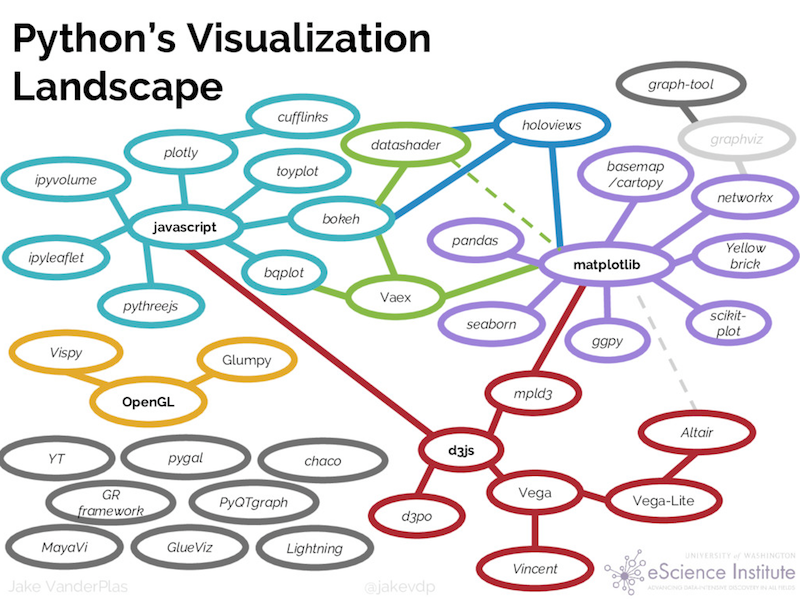 Python's Visualization
Landscape
graph-tool
cufflinks
holoviews
datashader
graphviz
plotly
toyplot
basemap
/cartopy
ipyvolume
networkx
bokeh
javascript
pandas
Yellow
brick
ipyleaflet
matplotlib
bqplot
Vaex
pythreejs
seaborn
ggpy
scikit-
plot
Vispy
Glumpy
OpenGL
mpld3
Altair
d3js
YT
pygal
chaco
GR
framework
PyQTgraph
Vega
Vega-Lite
d3po
MayaVi
GlueViz
Lightning
Vincent
UNIVERSITY of WASHINGTON
eScience Institute
ADVANCING DATA-INTENSIVE DISCOVERY IN ALL FIELDS
Jake VanderPlas
@jakevdp